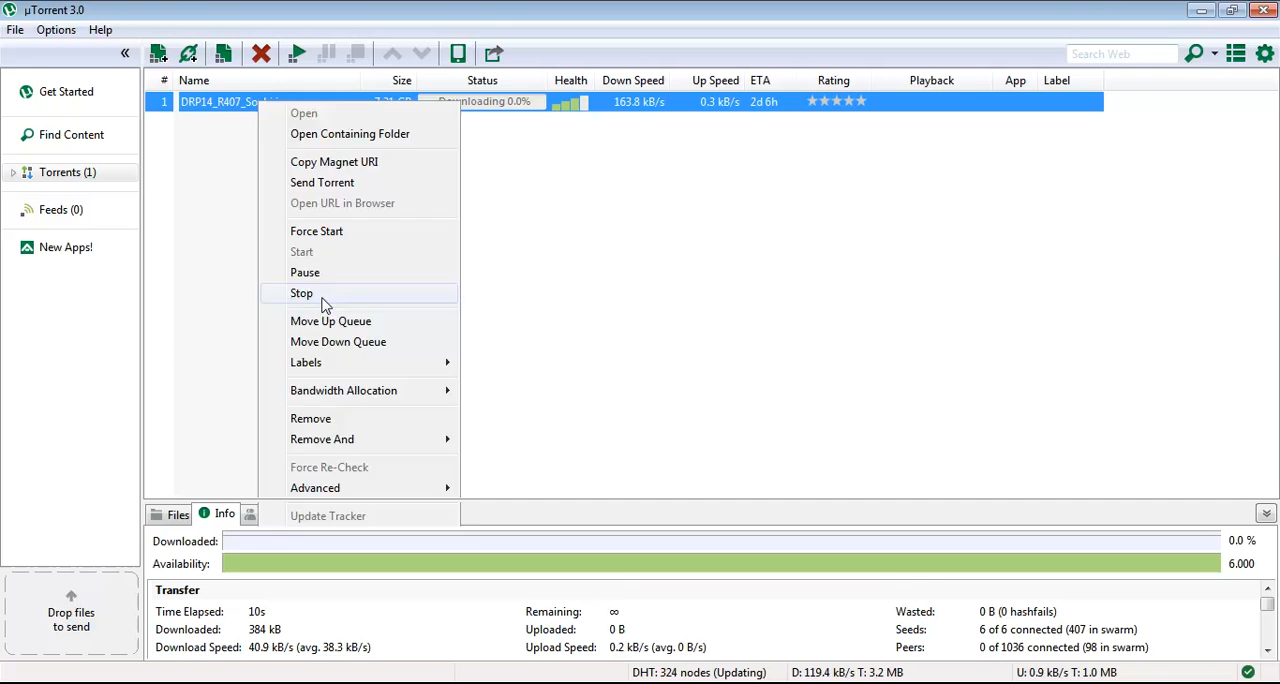 µTorrent 3.0
File Options Help
«
Search Web
Get Started
Find Content
Torrents (1)
Feeds (0)
New Apps!
Drop files
to send
# Name Size Status Health Down Speed Up Speed ETA Rating Playback App Label
1 DRP14_R407 Downloading 0.0% 163.8 kB/s 0.3 kB/s 2d 6h
Open
Open Containing Folder
Copy Magnet URI
Send Torrent
Open URL in Browser
Force Start
Start
Pause
Stop
Move Up Queue
Move Down Queue
Labels
Bandwidth Allocation
Remove
Remove And
Force Re-Check
Advanced
Update Tracker
Files Info
Downloaded: 0.0 %
Availability: 6.000
Transfer
Time Elapsed: 10s Remaining: ∞ Wasted: 0 B (0 hashfails)
Downloaded: 384 kB Uploaded: 0 B Seeds: 6 of 6 connected (407 in swarm)
Download Speed: 40.9 kB/s (avg. 38.3 kB/s) Upload Speed: 0.2 kB/s (avg. 0 B/s) Peers: 0 of 1036 connected (98 in swarm)
DHT: 324 nodes (Updating) D: 119.4 kB/s T: 3.2 MB U: 0.9 kB/s T: 1.0 MB